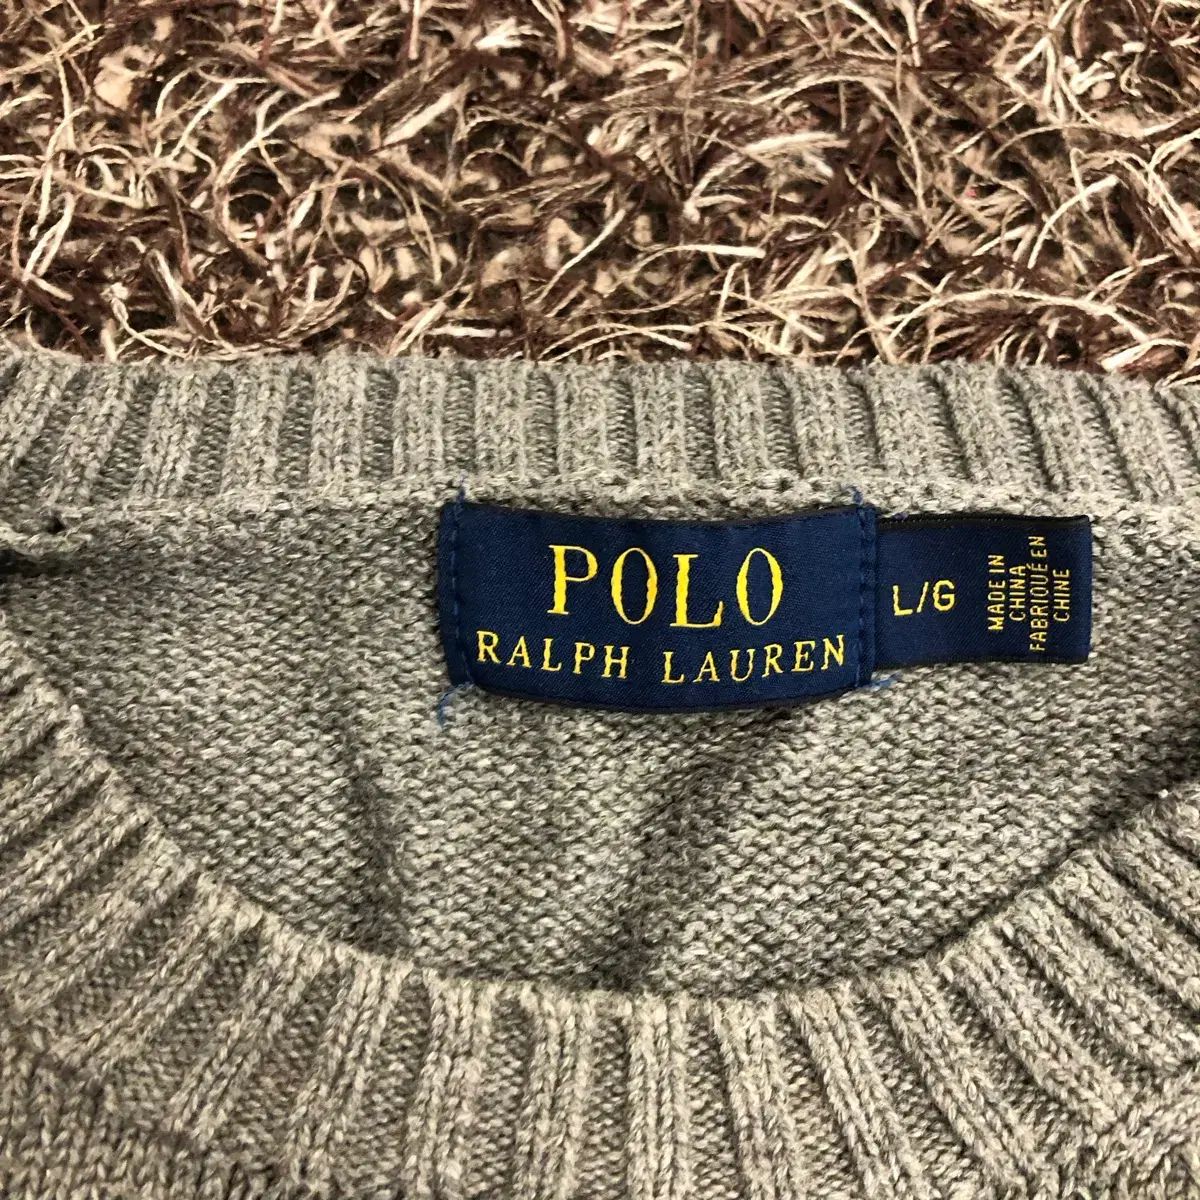 POLO
RALPH LAUREN
L/G
MADE IN
CHINA
FABRIQUÉ EN
CHINE